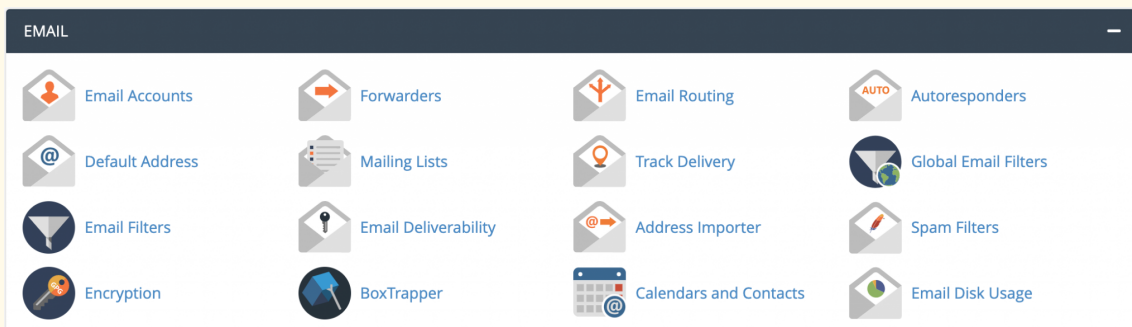 EMAIL
Email Accounts
Forwarders
Email Routing
AUTO
Autoresponders
@
Default Address
Mailing Lists
Track Delivery
Global Email Filters
Email Filters
Email Deliverability
@
Address Importer
Spam Filters
GPG
Encryption
BoxTrapper
@
Calendars and Contacts
Email Disk Usage